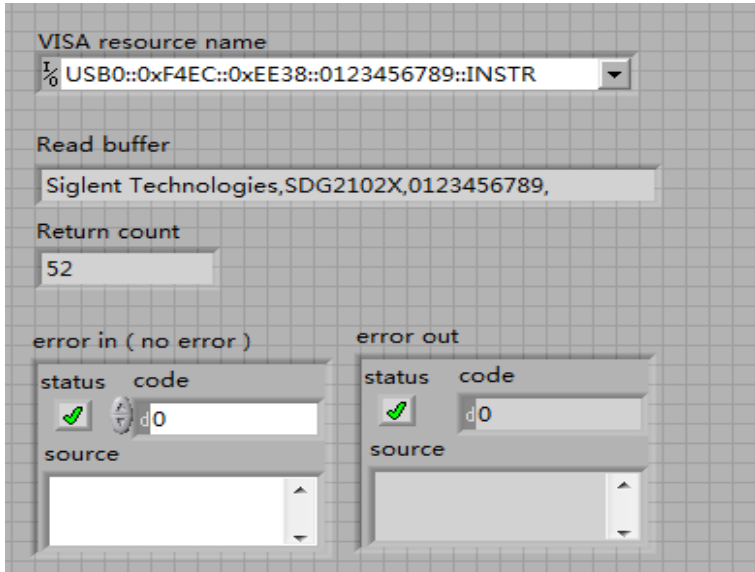 VISA resource name
I/O USB0::0xF4EC::0xEE38::0123456789::INSTR
Read buffer
Siglent Technologies,SDG2102X,0123456789,
Return count
52
error in ( no error )
status code
d 0
source
error out
status code
d 0
source